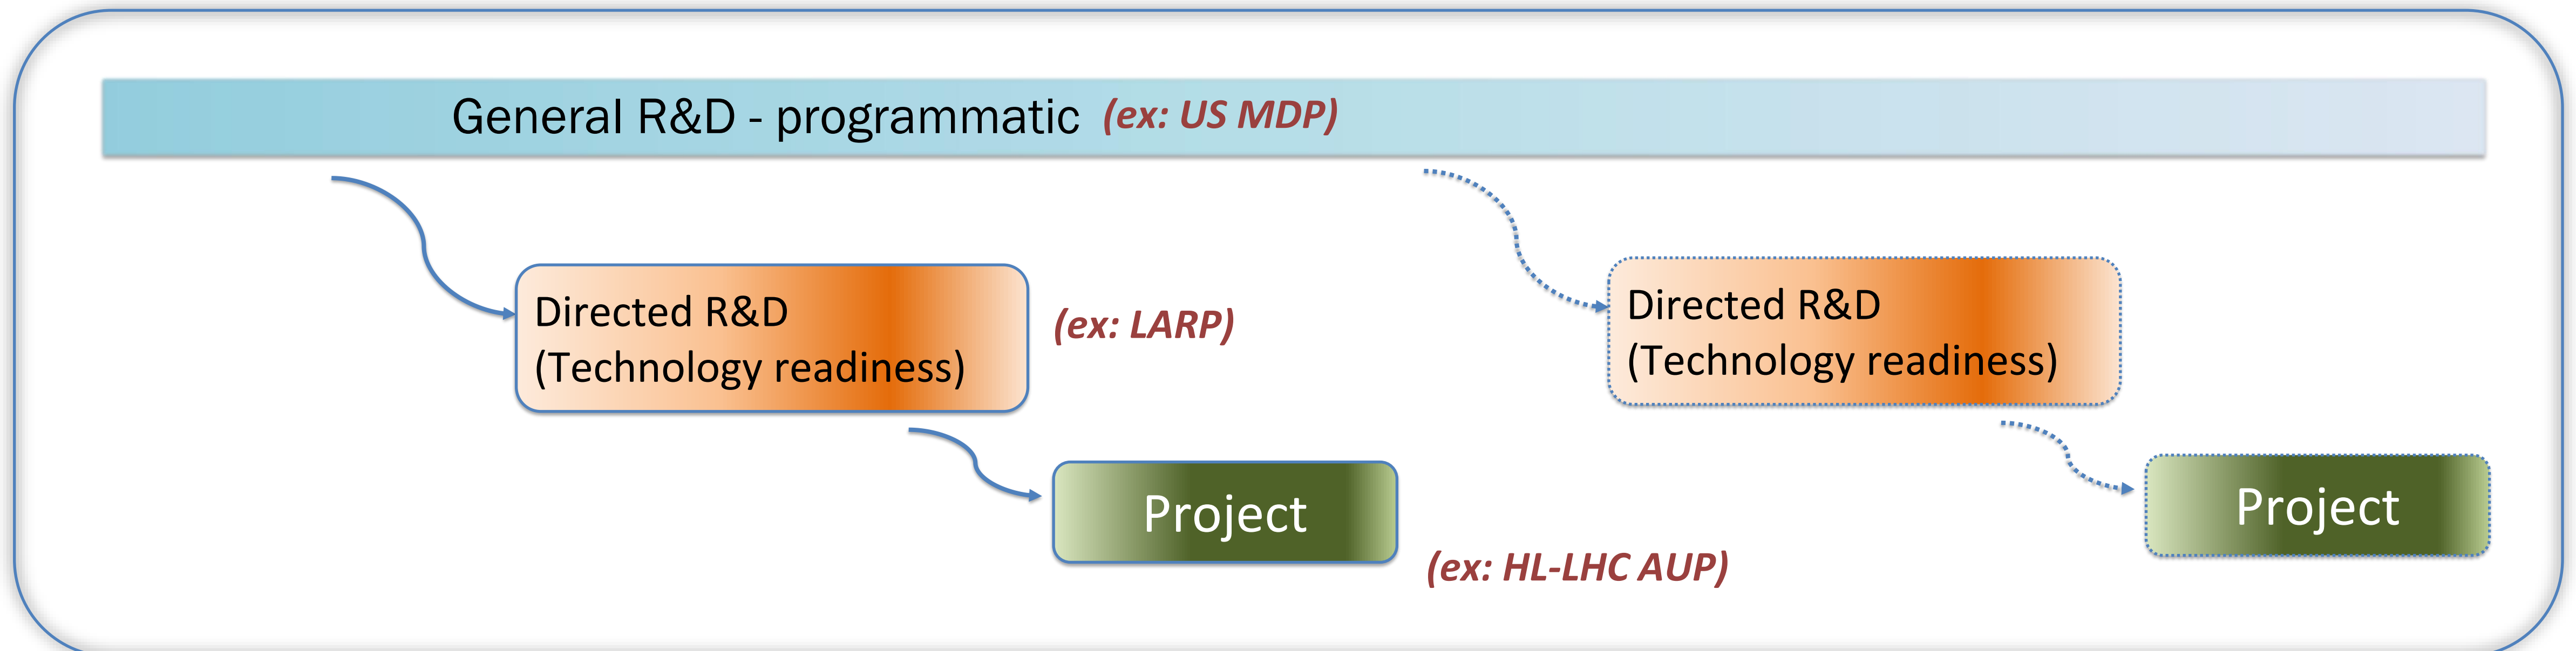 General R&D - programmatic (ex: US MDP)
Directed R&D
(Technology readiness)
(ex: LARP)
Project
(ex: HL-LHC AUP)
Directed R&D
(Technology readiness)
Project